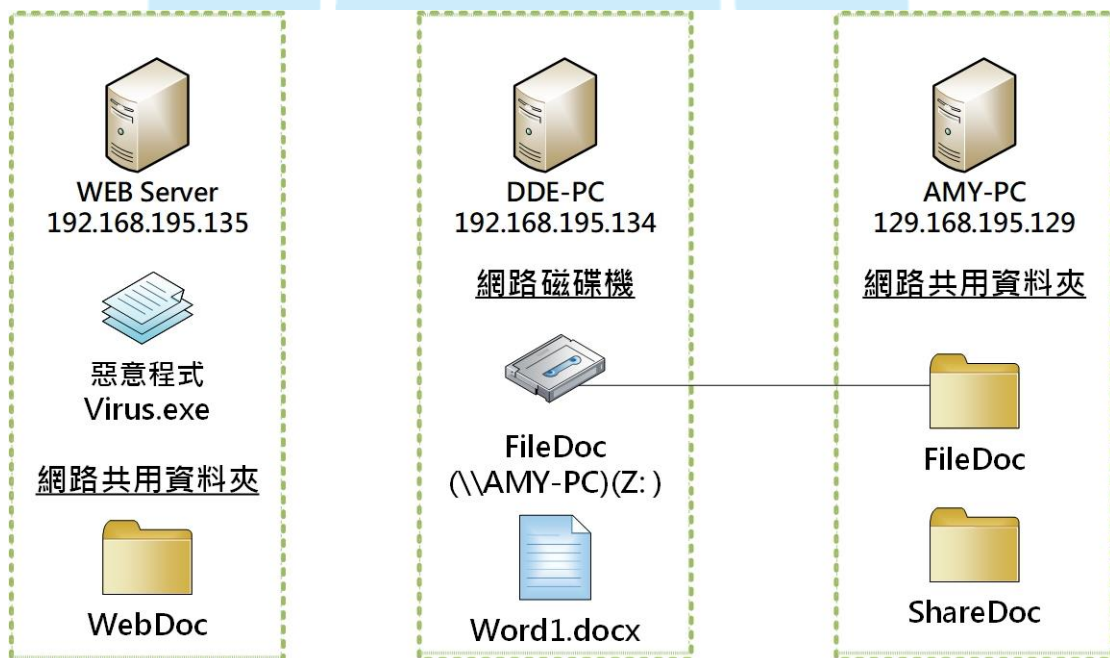 WEB Server
192.168.195.135
惡意程式
Virus.exe
網路共用資料夾
WebDoc
DDE-PC
192.168.195.134
網路磁碟機
FileDoc
(\\AMY-PC)(Z: )
Word1.docx
AMY-PC
129.168.195.129
網路共用資料夾
FileDoc
ShareDoc